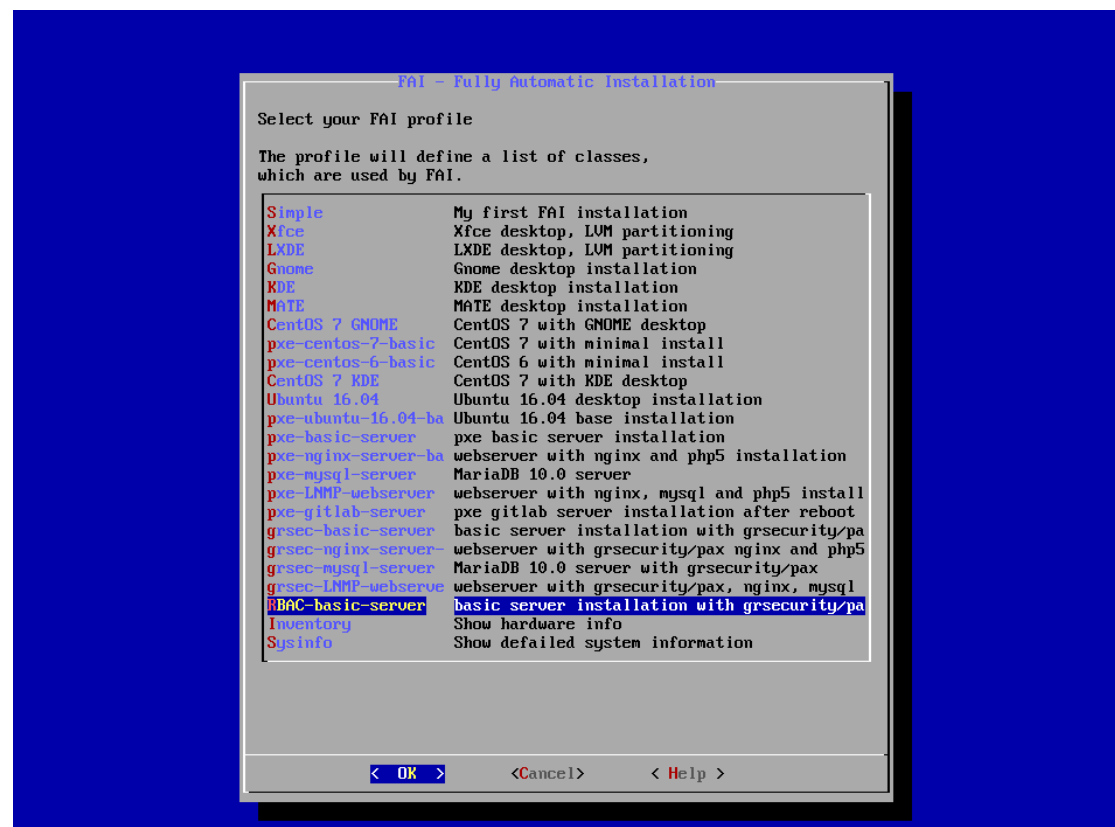 FAI - Fully Automatic Installation
Select your FAI profile
The profile will define a list of classes,
which are used by FAI.
Simple My first FAI installation
Xfce Xfce desktop, LVM partitioning
LXDE LXDE desktop, LVM partitioning
Gnome Gnome desktop installation
KDE KDE desktop installation
MATE MATE desktop installation
CentOS 7 GNOME CentOS 7 with GNOME desktop
pxe-centos-7-basic CentOS 7 with minimal install
pxe-centos-6-basic CentOS 6 with minimal install
CentOS 7 KDE CentOS 7 with KDE desktop
Ubuntu 16.04 Ubuntu 16.04 desktop installation
pxe-ubuntu-16.04-ba Ubuntu 16.04 base installation
pxe-basic-server pxe basic server installation
pxe-nginx-server-ba webserver with nginx and php5 installation
pxe-mysql-server MariaDB 10.0 server
pxe-LNMP-webserver webserver with nginx, mysql and php5 install
pxe-gitlab-server pxe gitlab server installation after reboot
grsec-basic-server basic server installation with grsecurity/pa
grsec-nginx-server- webserver with grsecurity/pax nginx and php5
grsec-mysql-server MariaDB 10.0 server with grsecurity/pax
grsec-LNMP-webserve webserver with grsecurity/pax, nginx, mysql
RBAC-basic-server basic server installation with grsecurity/pa
Inventory Show hardware info
Sysinfo Show defailed system information
< OK > <Cancel> < Help >